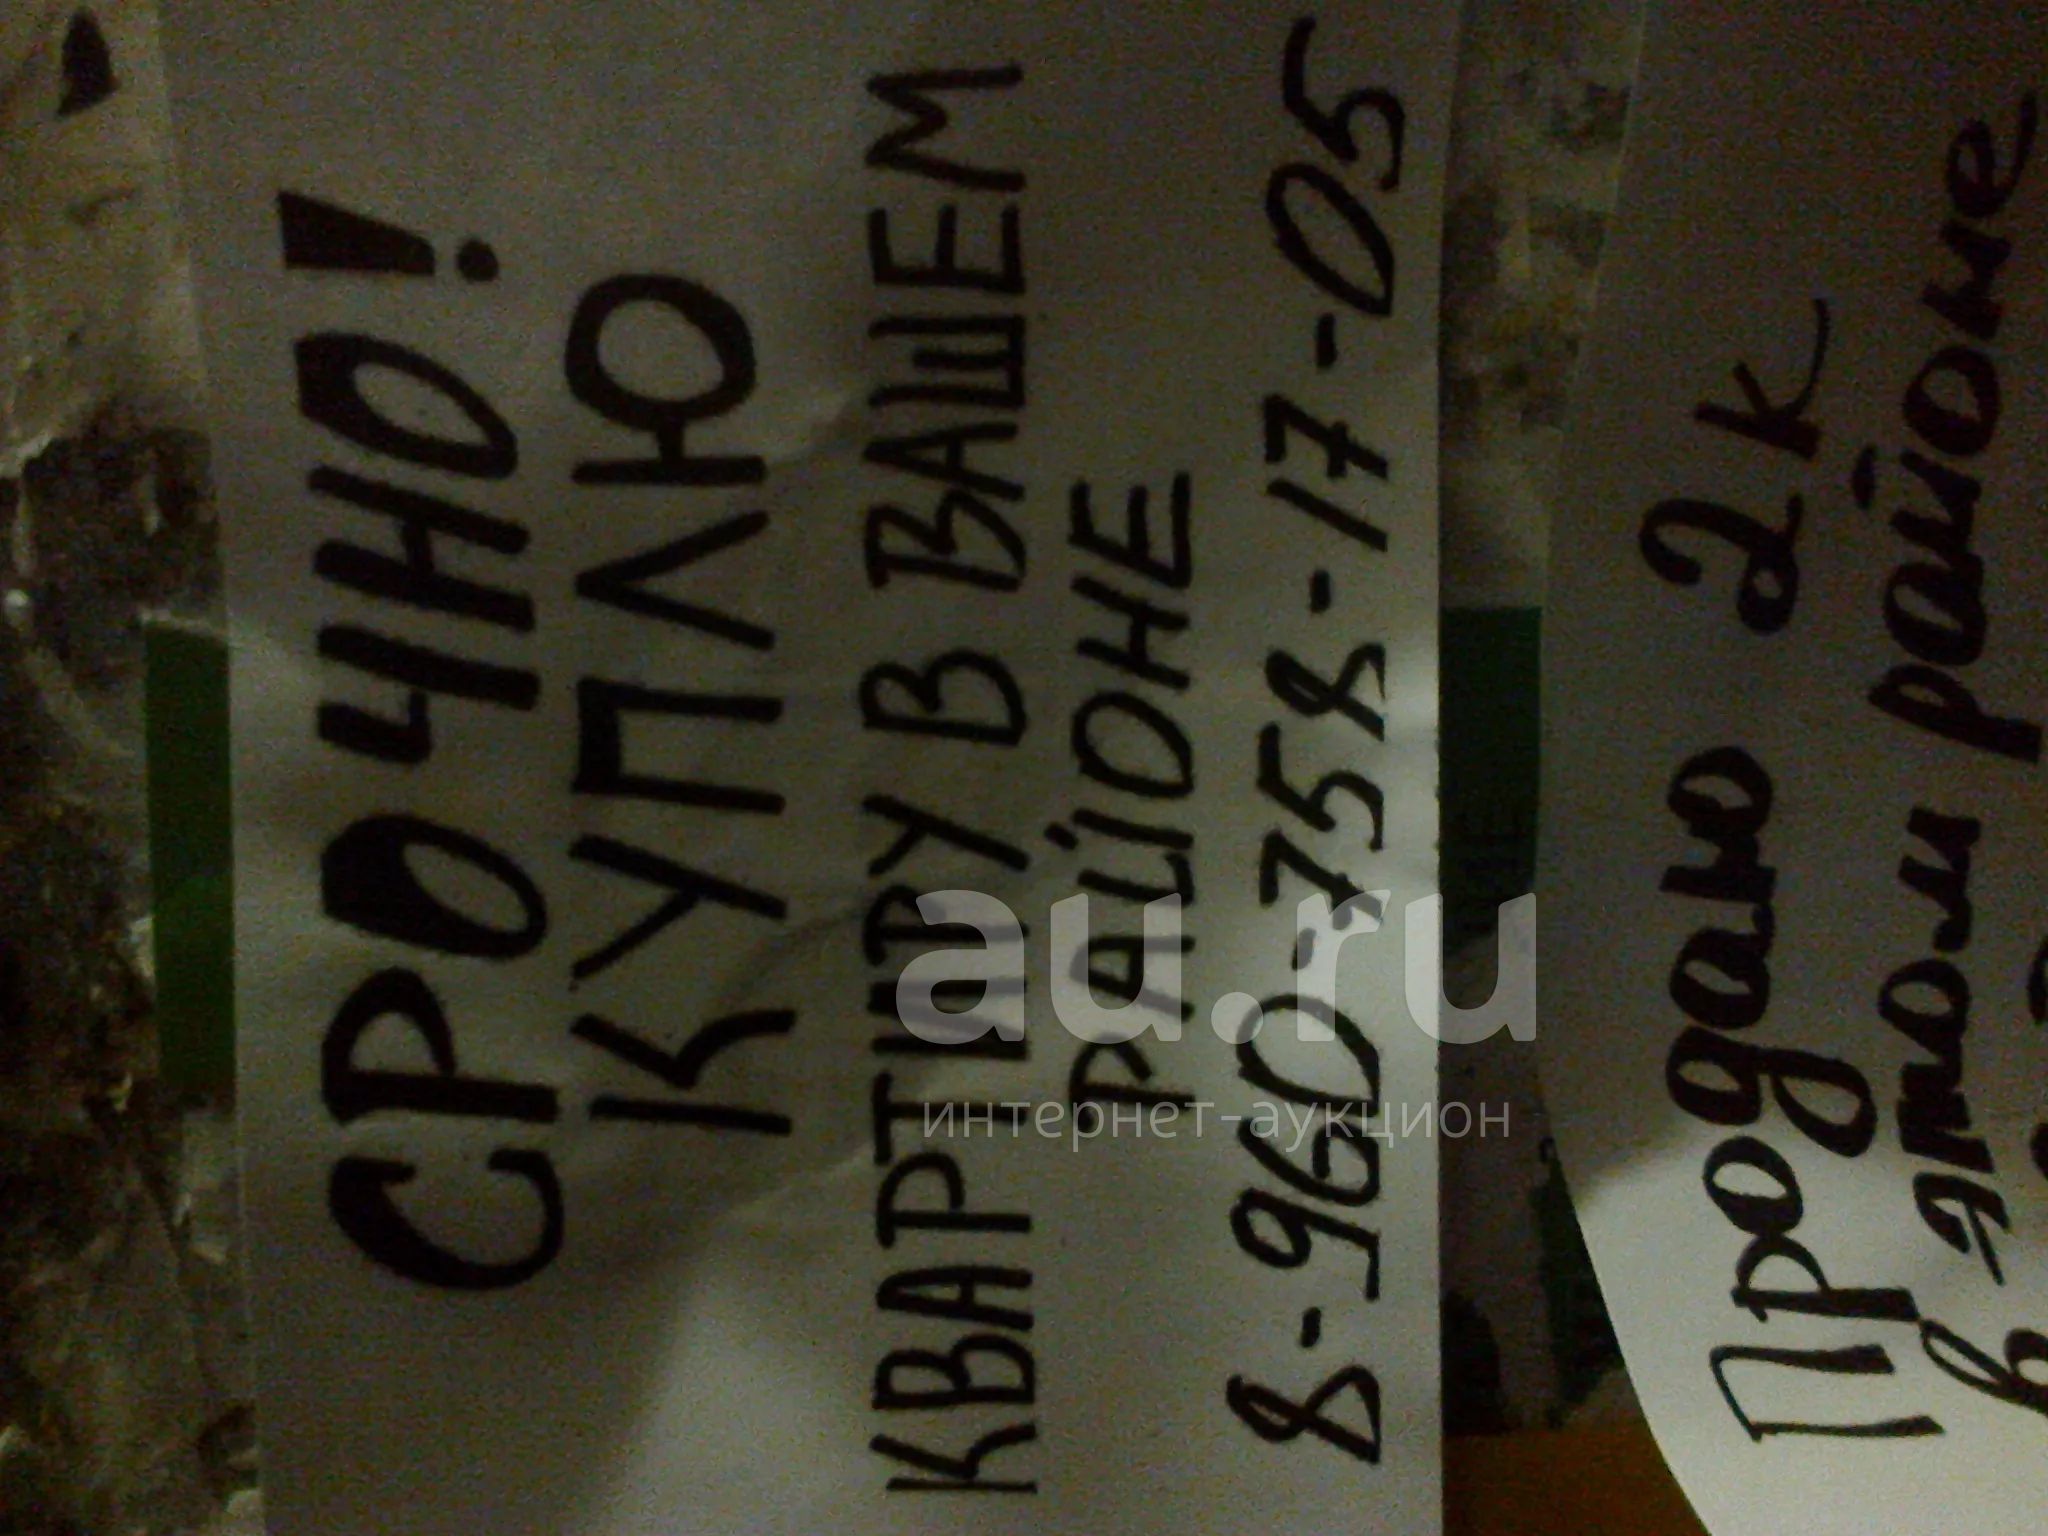 СРОЧНО!
КУПЛЮ
КВАРТИРУ В ВАШЕМ
РАЙОНЕ
8-960-758-17-05
Продаю 2к
в этом районе
au.ru
интернет-аукцион